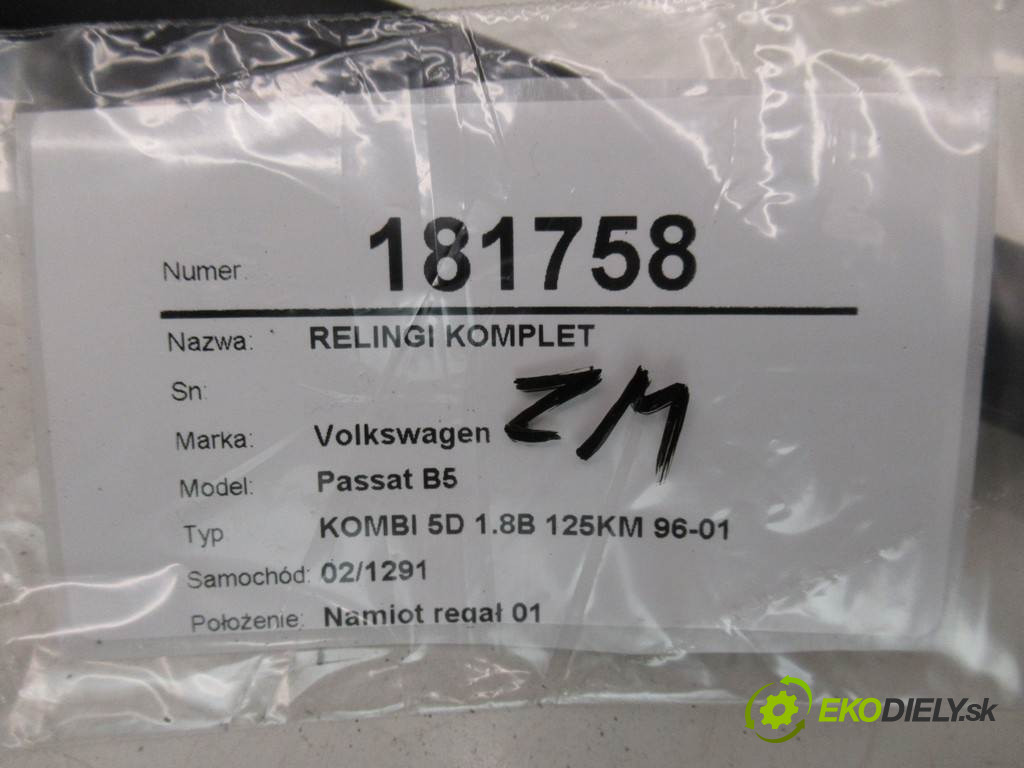 Numer: 181758
Nazwa: RELINGI KOMPLET
Sn:
ZM
Marka: Volkswagen
Model: Passat B5
Typ KOMBI 5D 1.8B 125KM 96-01
Samochód: 02/1291
Położenie: Namiot regał 01
EKODIELY.sk